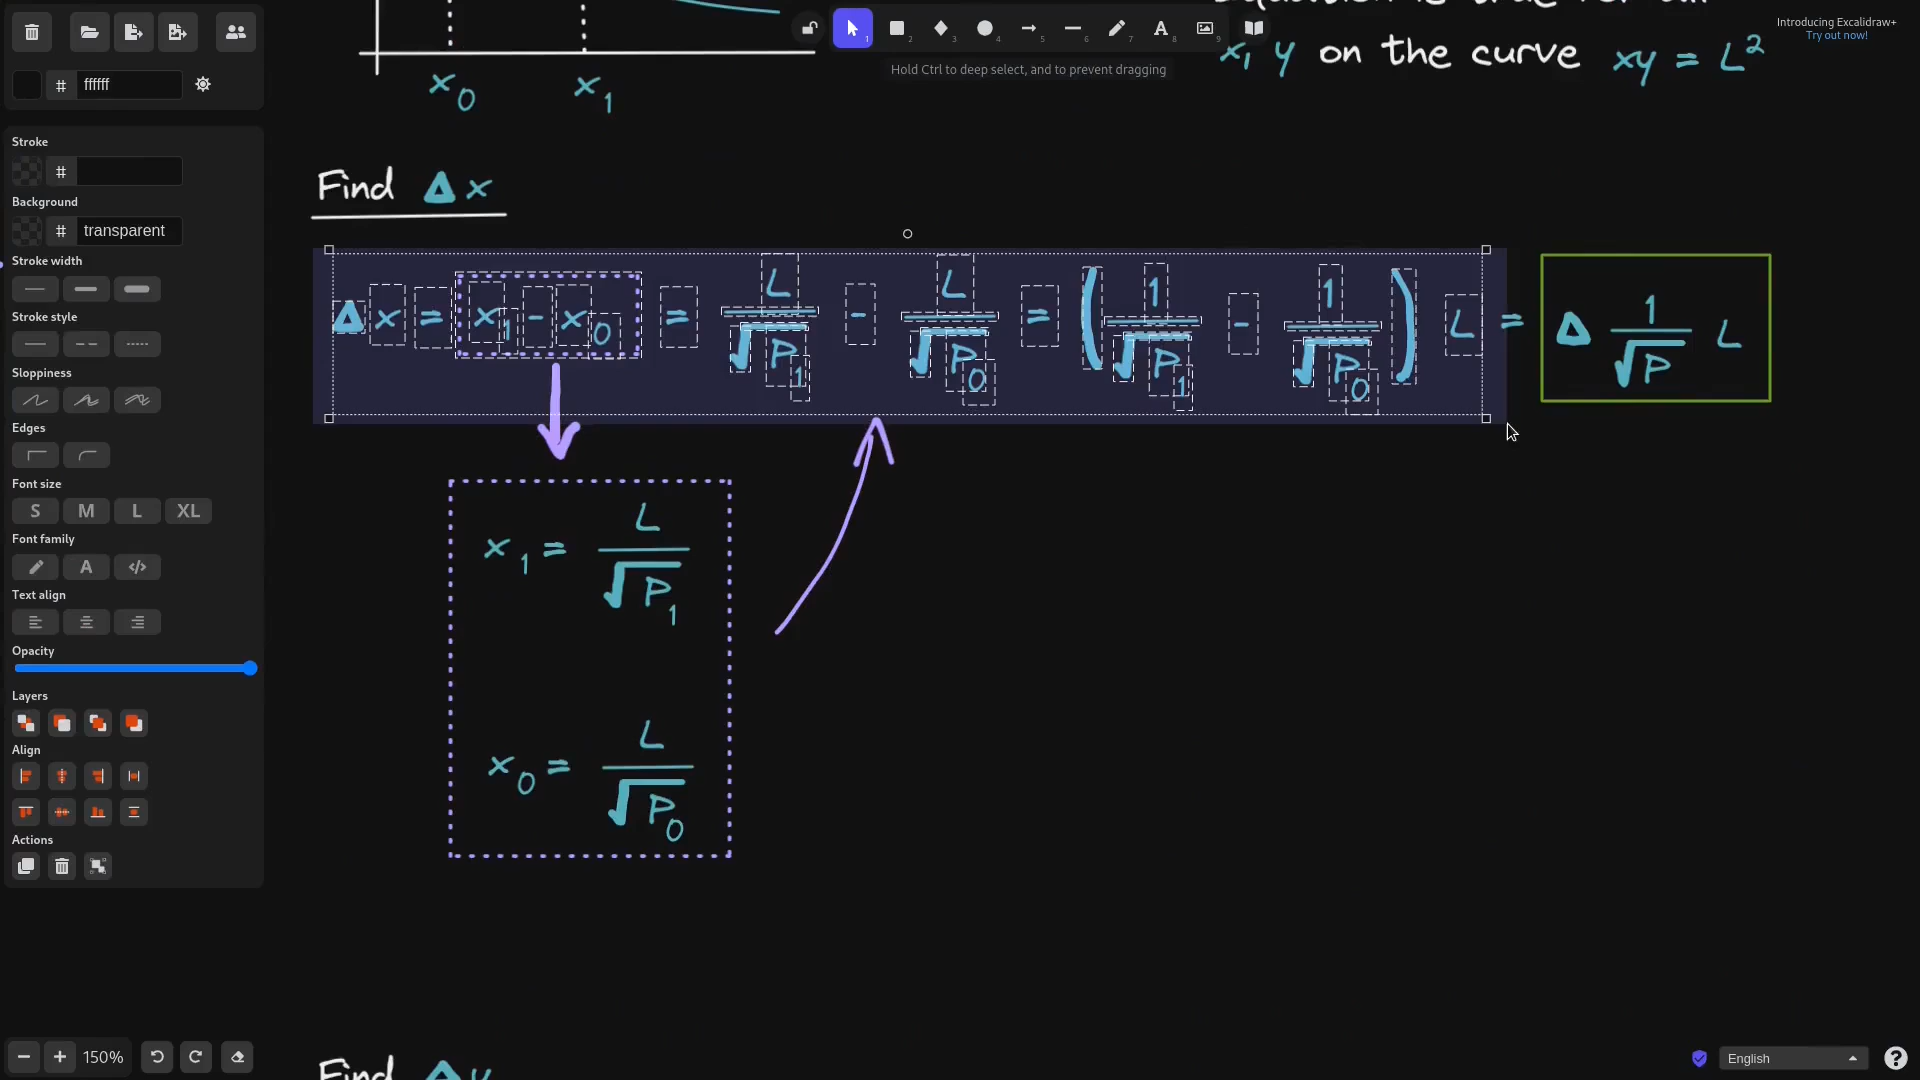 Introducing Excalidraw+
Try out now!
Hold Ctrl to deep select, and to prevent dragging
# ffffff
x₁ y on the curve xy = L²
x₀ x₁
Stroke
#
Background
# transparent
Stroke width
Stroke style
Sloppiness
Edges
Font size
S M L XL
Font family
A </>
Text align
Opacity
Layers
Align
Actions
Find Δx
Δx = x₁ - x₀ = L/√P₁ - L/√P₀ = (1/√P₁ - 1/√P₀) L = Δ 1/√P L
x₁ = L/√P₁
x₀ = L/√P₀
Find Δy
150%
English